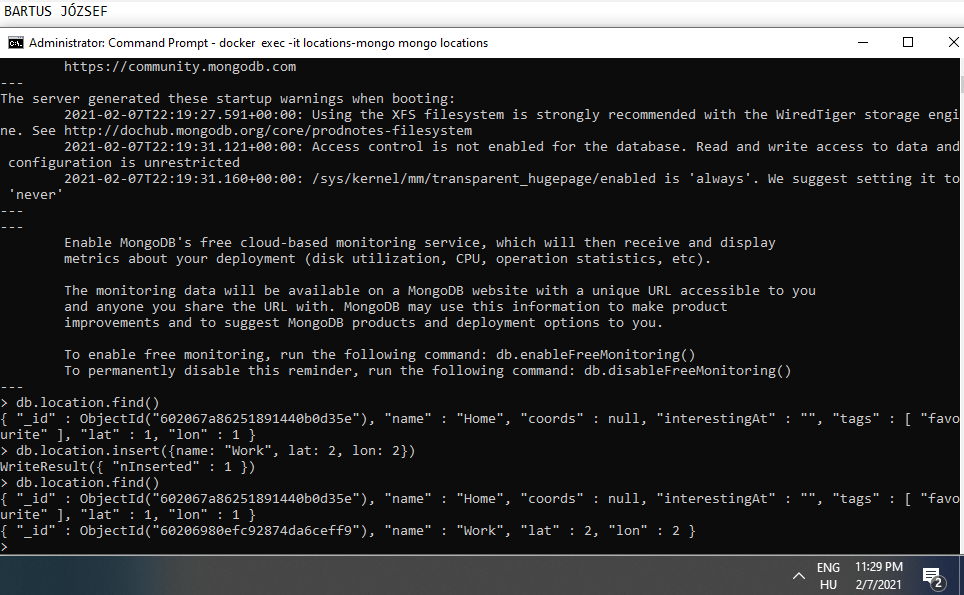 BARTUS JÓZSEF
Administrator: Command Prompt - docker exec -it locations-mongo mongo locations
https://community.mongodb.com
---
The server generated these startup warnings when booting:
2021-02-07T22:19:27.591+00:00: Using the XFS filesystem is strongly recommended with the WiredTiger storage engi
ne. See http://dochub.mongodb.org/core/prodnotes-filesystem
2021-02-07T22:19:31.121+00:00: Access control is not enabled for the database. Read and write access to data and
configuration is unrestricted
2021-02-07T22:19:31.160+00:00: /sys/kernel/mm/transparent_hugepage/enabled is 'always'. We suggest setting it to
'never'
---
---
Enable MongoDB's free cloud-based monitoring service, which will then receive and display
metrics about your deployment (disk utilization, CPU, operation statistics, etc).
The monitoring data will be available on a MongoDB website with a unique URL accessible to you
and anyone you share the URL with. MongoDB may use this information to make product
improvements and to suggest MongoDB products and deployment options to you.
To enable free monitoring, run the following command: db.enableFreeMonitoring()
To permanently disable this reminder, run the following command: db.disableFreeMonitoring()
---
> db.location.find()
{ "_id" : ObjectId("602067a86251891440b0d35e"), "name" : "Home", "coords" : null, "interestingAt" : "", "tags" : [ "favo
urite" ], "lat" : 1, "lon" : 1 }
> db.location.insert({name: "Work", lat: 2, lon: 2})
WriteResult({ "nInserted" : 1 })
> db.location.find()
{ "_id" : ObjectId("602067a86251891440b0d35e"), "name" : "Home", "coords" : null, "interestingAt" : "", "tags" : [ "favo
urite" ], "lat" : 1, "lon" : 1 }
{ "_id" : ObjectId("60206980efc92874da6ceff9"), "name" : "Work", "lat" : 2, "lon" : 2 }
>
ENG 11:29 PM
HU 2/7/2021
2